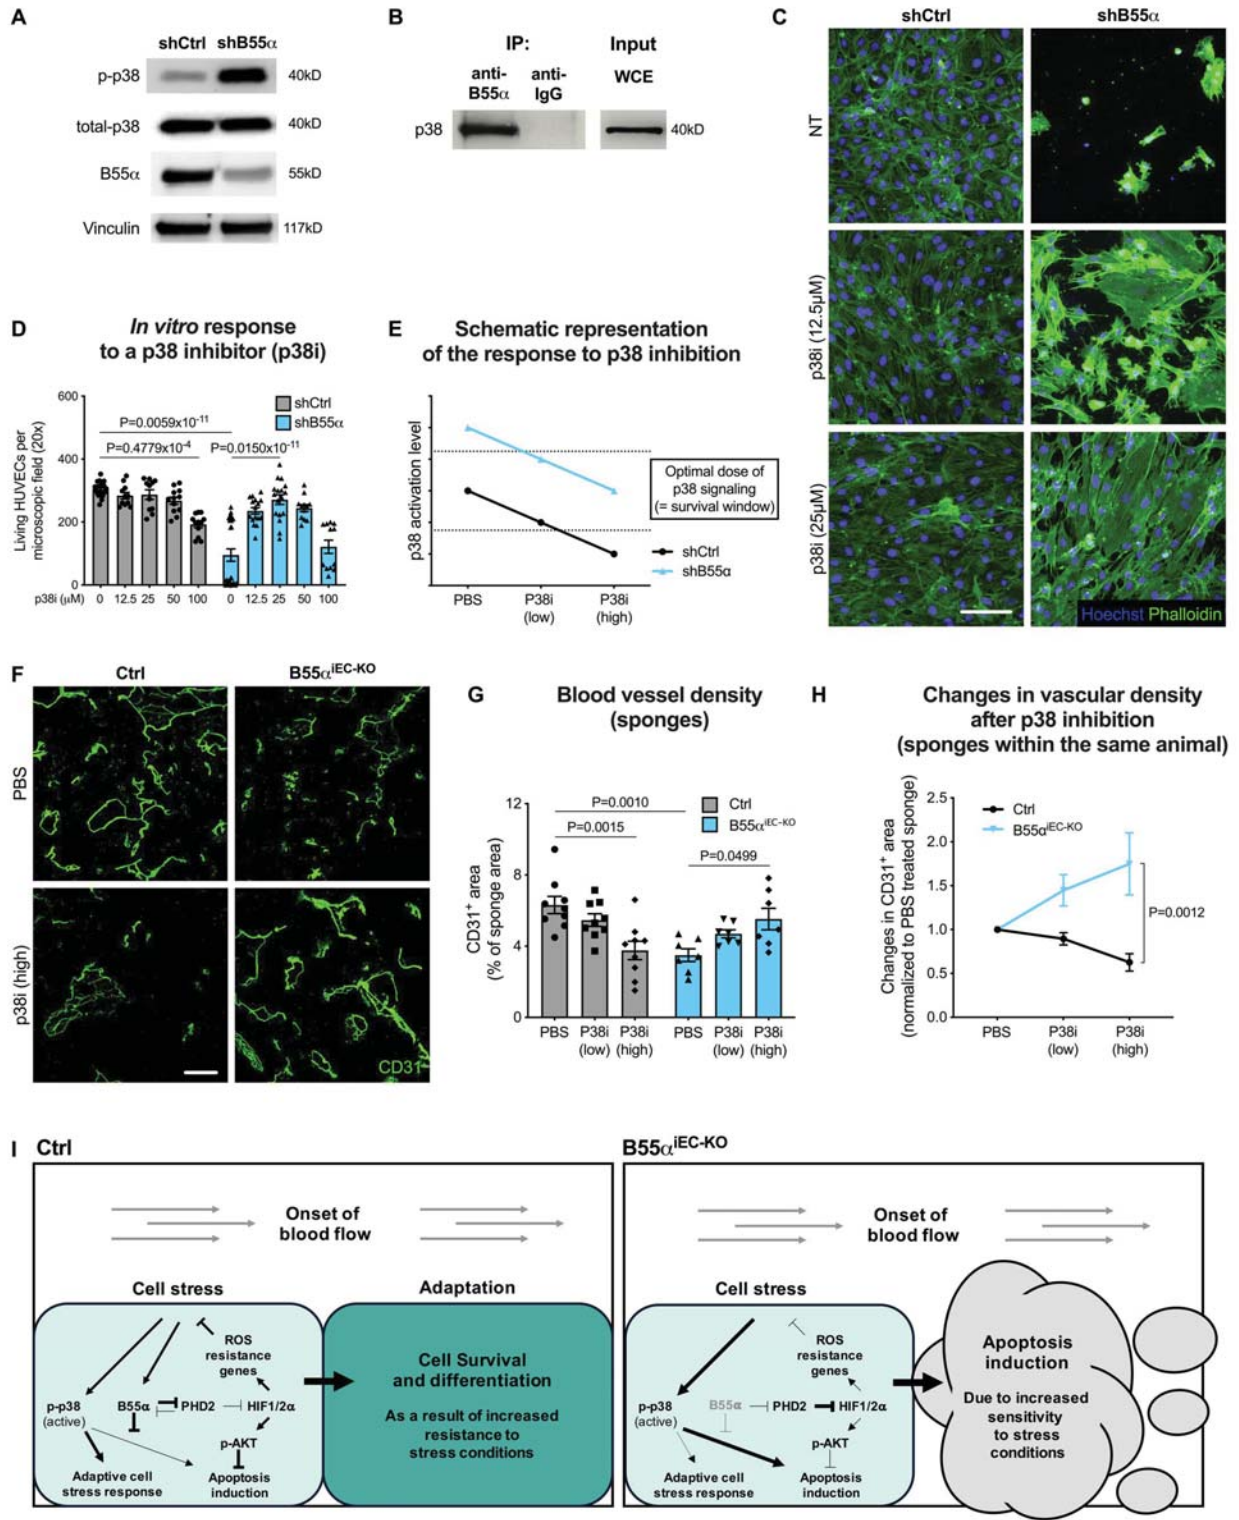 A
shCtrl shB55α
p-p38 40kD
total-p38 40kD
B55α 55kD
Vinculin 117kD
B
IP: Input
anti- anti- WCE
B55α IgG
p38 40kD
C
shCtrl shB55α
NT
p38i (12.5μM)
p38i (25μM)
Hoechst Phalloidin
D
In vitro response
to a p38 inhibitor (p38i)
Living HUVECs per
microscopic field (20x)
600
400
200
0
shCtrl
shB55α
P=0.0059x10-11
P=0.4779x10-4 P=0.0150x10-11
p38i (μM) 0 12.5 25 50 100 0 12.5 25 50 100
E
Schematic representation
of the response to p38 inhibition
p38 activation level
Optimal dose of
p38 signaling
(= survival window)
shCtrl
shB55α
PBS P38i P38i
(low) (high)
F
Ctrl B55αiEC-KO
PBS
p38i (high)
CD31
G
Blood vessel density
(sponges)
CD31+ area
(% of sponge area)
12
8
4
0
P=0.0010
P=0.0015
P=0.0499
Ctrl
B55αiEC-KO
PBS P38i P38i PBS P38i P38i
(low) (high) (low) (high)
H
Changes in vascular density
after p38 inhibition
(sponges within the same animal)
Changes in CD31+ area
(normalized to PBS treated sponge)
2.5
2.0
1.5
1.0
0.5
0.0
Ctrl
B55αiEC-KO
P=0.0012
PBS P38i P38i
(low) (high)
I
Ctrl
Onset of
blood flow
Cell stress Adaptation
ROS
resistance
genes
p-p38
(active)
B55α PHD2 HIF1/2α
p-AKT
Adaptive cell
stress response
Apoptosis
induction
Cell Survival
and differentiation
As a result of increased
resistance to
stress conditions
B55αiEC-KO
Onset of
blood flow
Cell stress
ROS
resistance
genes
p-p38
(active)
B55α PHD2 HIF1/2α
p-AKT
Adaptive cell
stress response
Apoptosis
induction
Apoptosis
induction
Due to increased
sensitivity
to stress
conditions